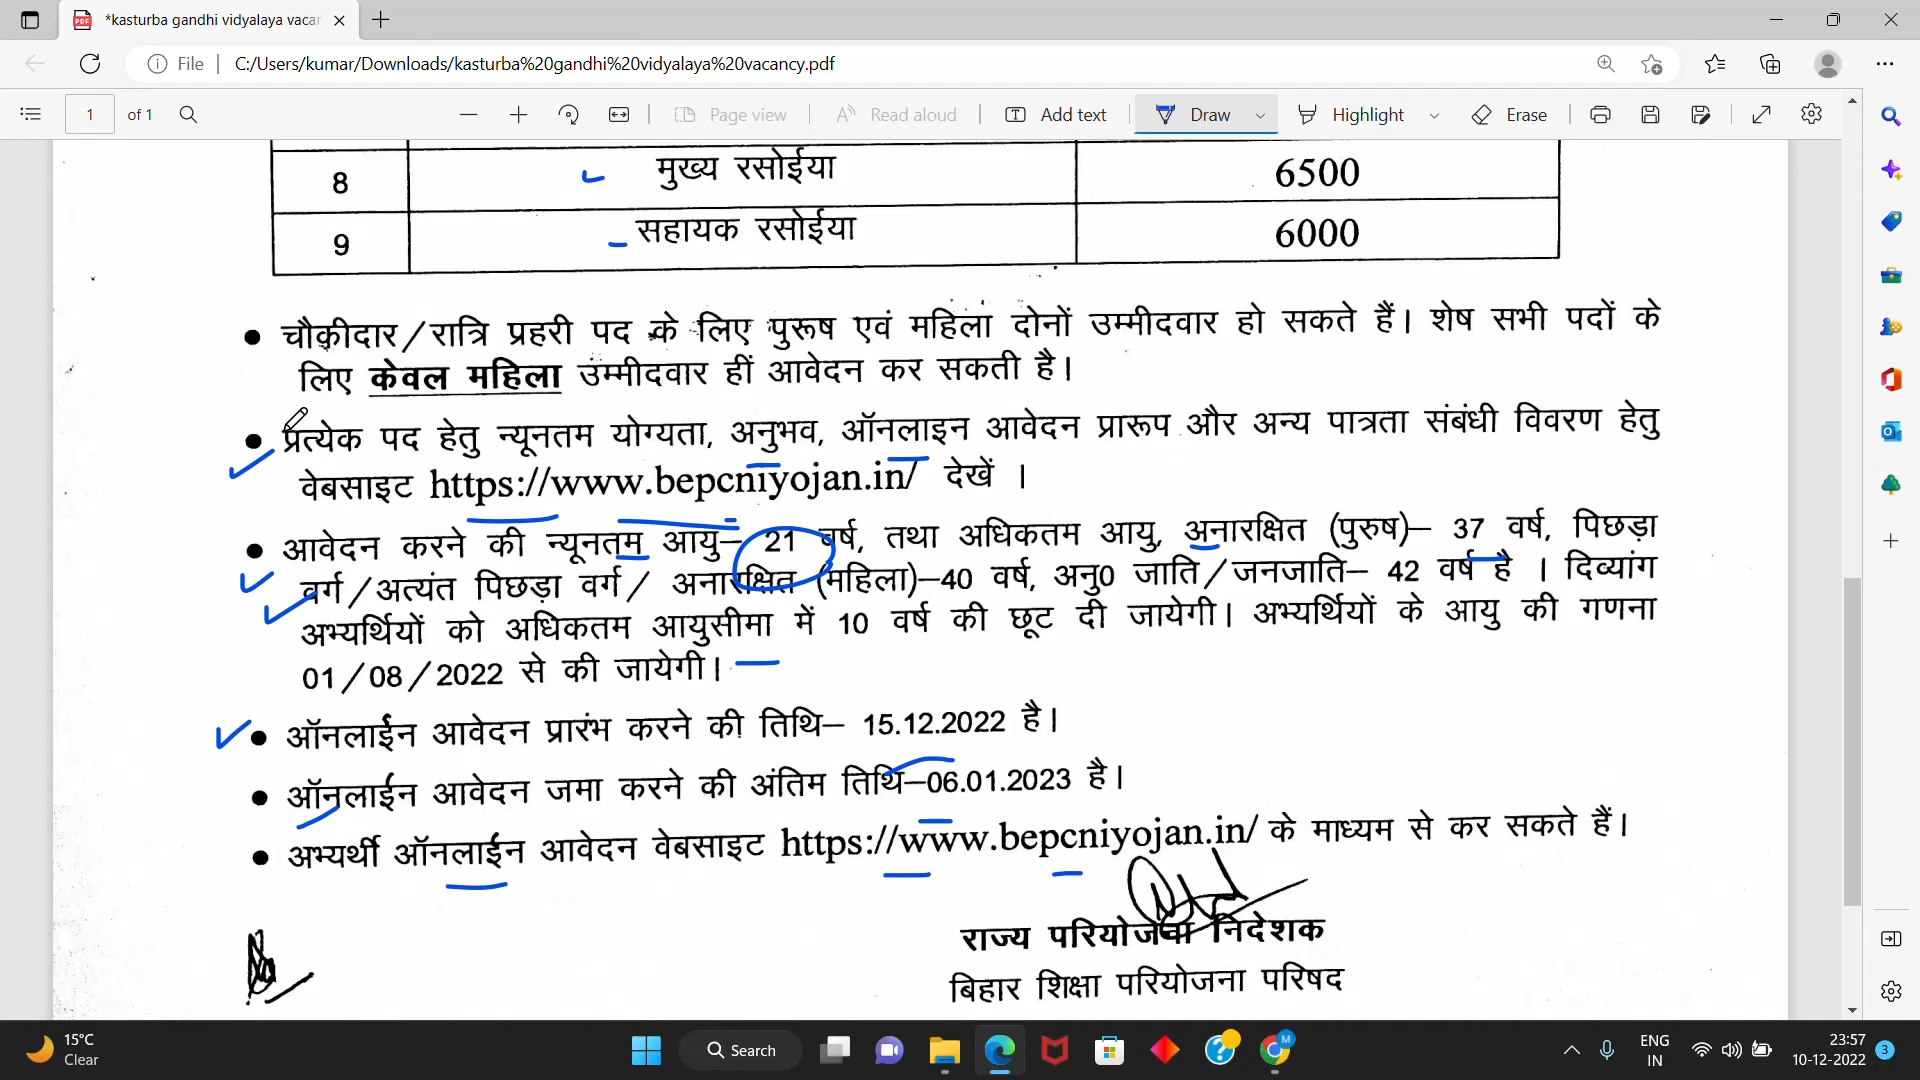 *kasturba gandhi vidyalaya vacan
File C:/Users/kumar/Downloads/kasturba%20gandhi%20vidyalaya%20vacancy.pdf
1 of 1 Page view Read aloud Add text Draw Highlight Erase
8 मुख्य रसोईया 6500
9 सहायक रसोईया 6000
• चौकीदार/रात्रि प्रहरी पद के लिए पुरूष एवं महिला दोनों उम्मीदवार हो सकते हैं। शेष सभी पदों के
लिए केवल महिला उम्मीदवार हीं आवेदन कर सकती है।
• प्रत्येक पद हेतु न्यूनतम योग्यता, अनुभव, ऑनलाइन आवेदन प्रारूप और अन्य पात्रता संबंधी विवरण हेतु
वेबसाइट https://www.bepcniyojan.in/ देखें ।
• आवेदन करने की न्यूनतम आयु– 21 वर्ष, तथा अधिकतम आयु, अनारक्षित (पुरुष)– 37 वर्ष, पिछड़ा
वर्ग/अत्यंत पिछड़ा वर्ग/ अनारक्षित (महिला)–40 वर्ष, अनु0 जाति/जनजाति– 42 वर्ष है । दिव्यांग
अभ्यर्थियों को अधिकतम आयुसीमा में 10 वर्ष की छूट दी जायेगी। अभ्यर्थियों के आयु की गणना
01/08/2022 से की जायेगी।
• ऑनलाईन आवेदन प्रारंभ करने की तिथि– 15.12.2022 है।
• ऑनलाईन आवेदन जमा करने की अंतिम तिथि–06.01.2023 है।
• अभ्यर्थी ऑनलाईन आवेदन वेबसाइट https://www.bepcniyojan.in/ के माध्यम से कर सकते हैं।
राज्य परियोजना निदेशक
बिहार शिक्षा परियोजना परिषद
15°C
Clear
Search
ENG
IN
23:57
10-12-2022
3